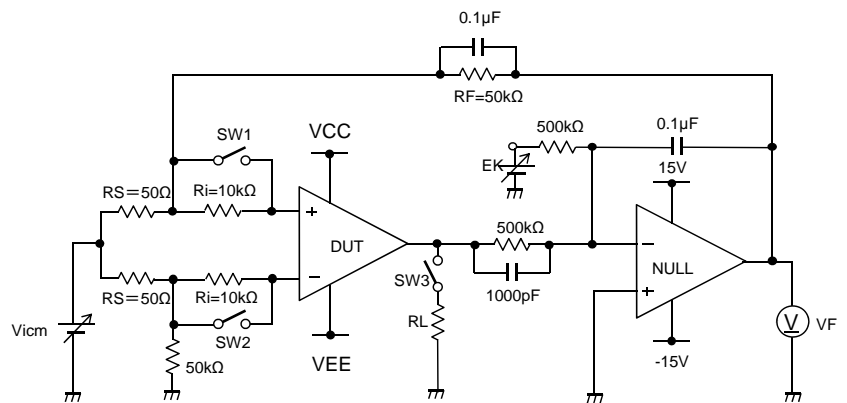 0.1μF
RF=50kΩ
500kΩ
0.1μF
SW1
VCC
EK
15V
RS=50Ω
Ri=10kΩ
+
DUT
500kΩ
−
NULL
RS=50Ω
Ri=10kΩ
−
SW3
1000pF
+
Vicm
SW2
RL
V
VF
50kΩ
VEE
-15V